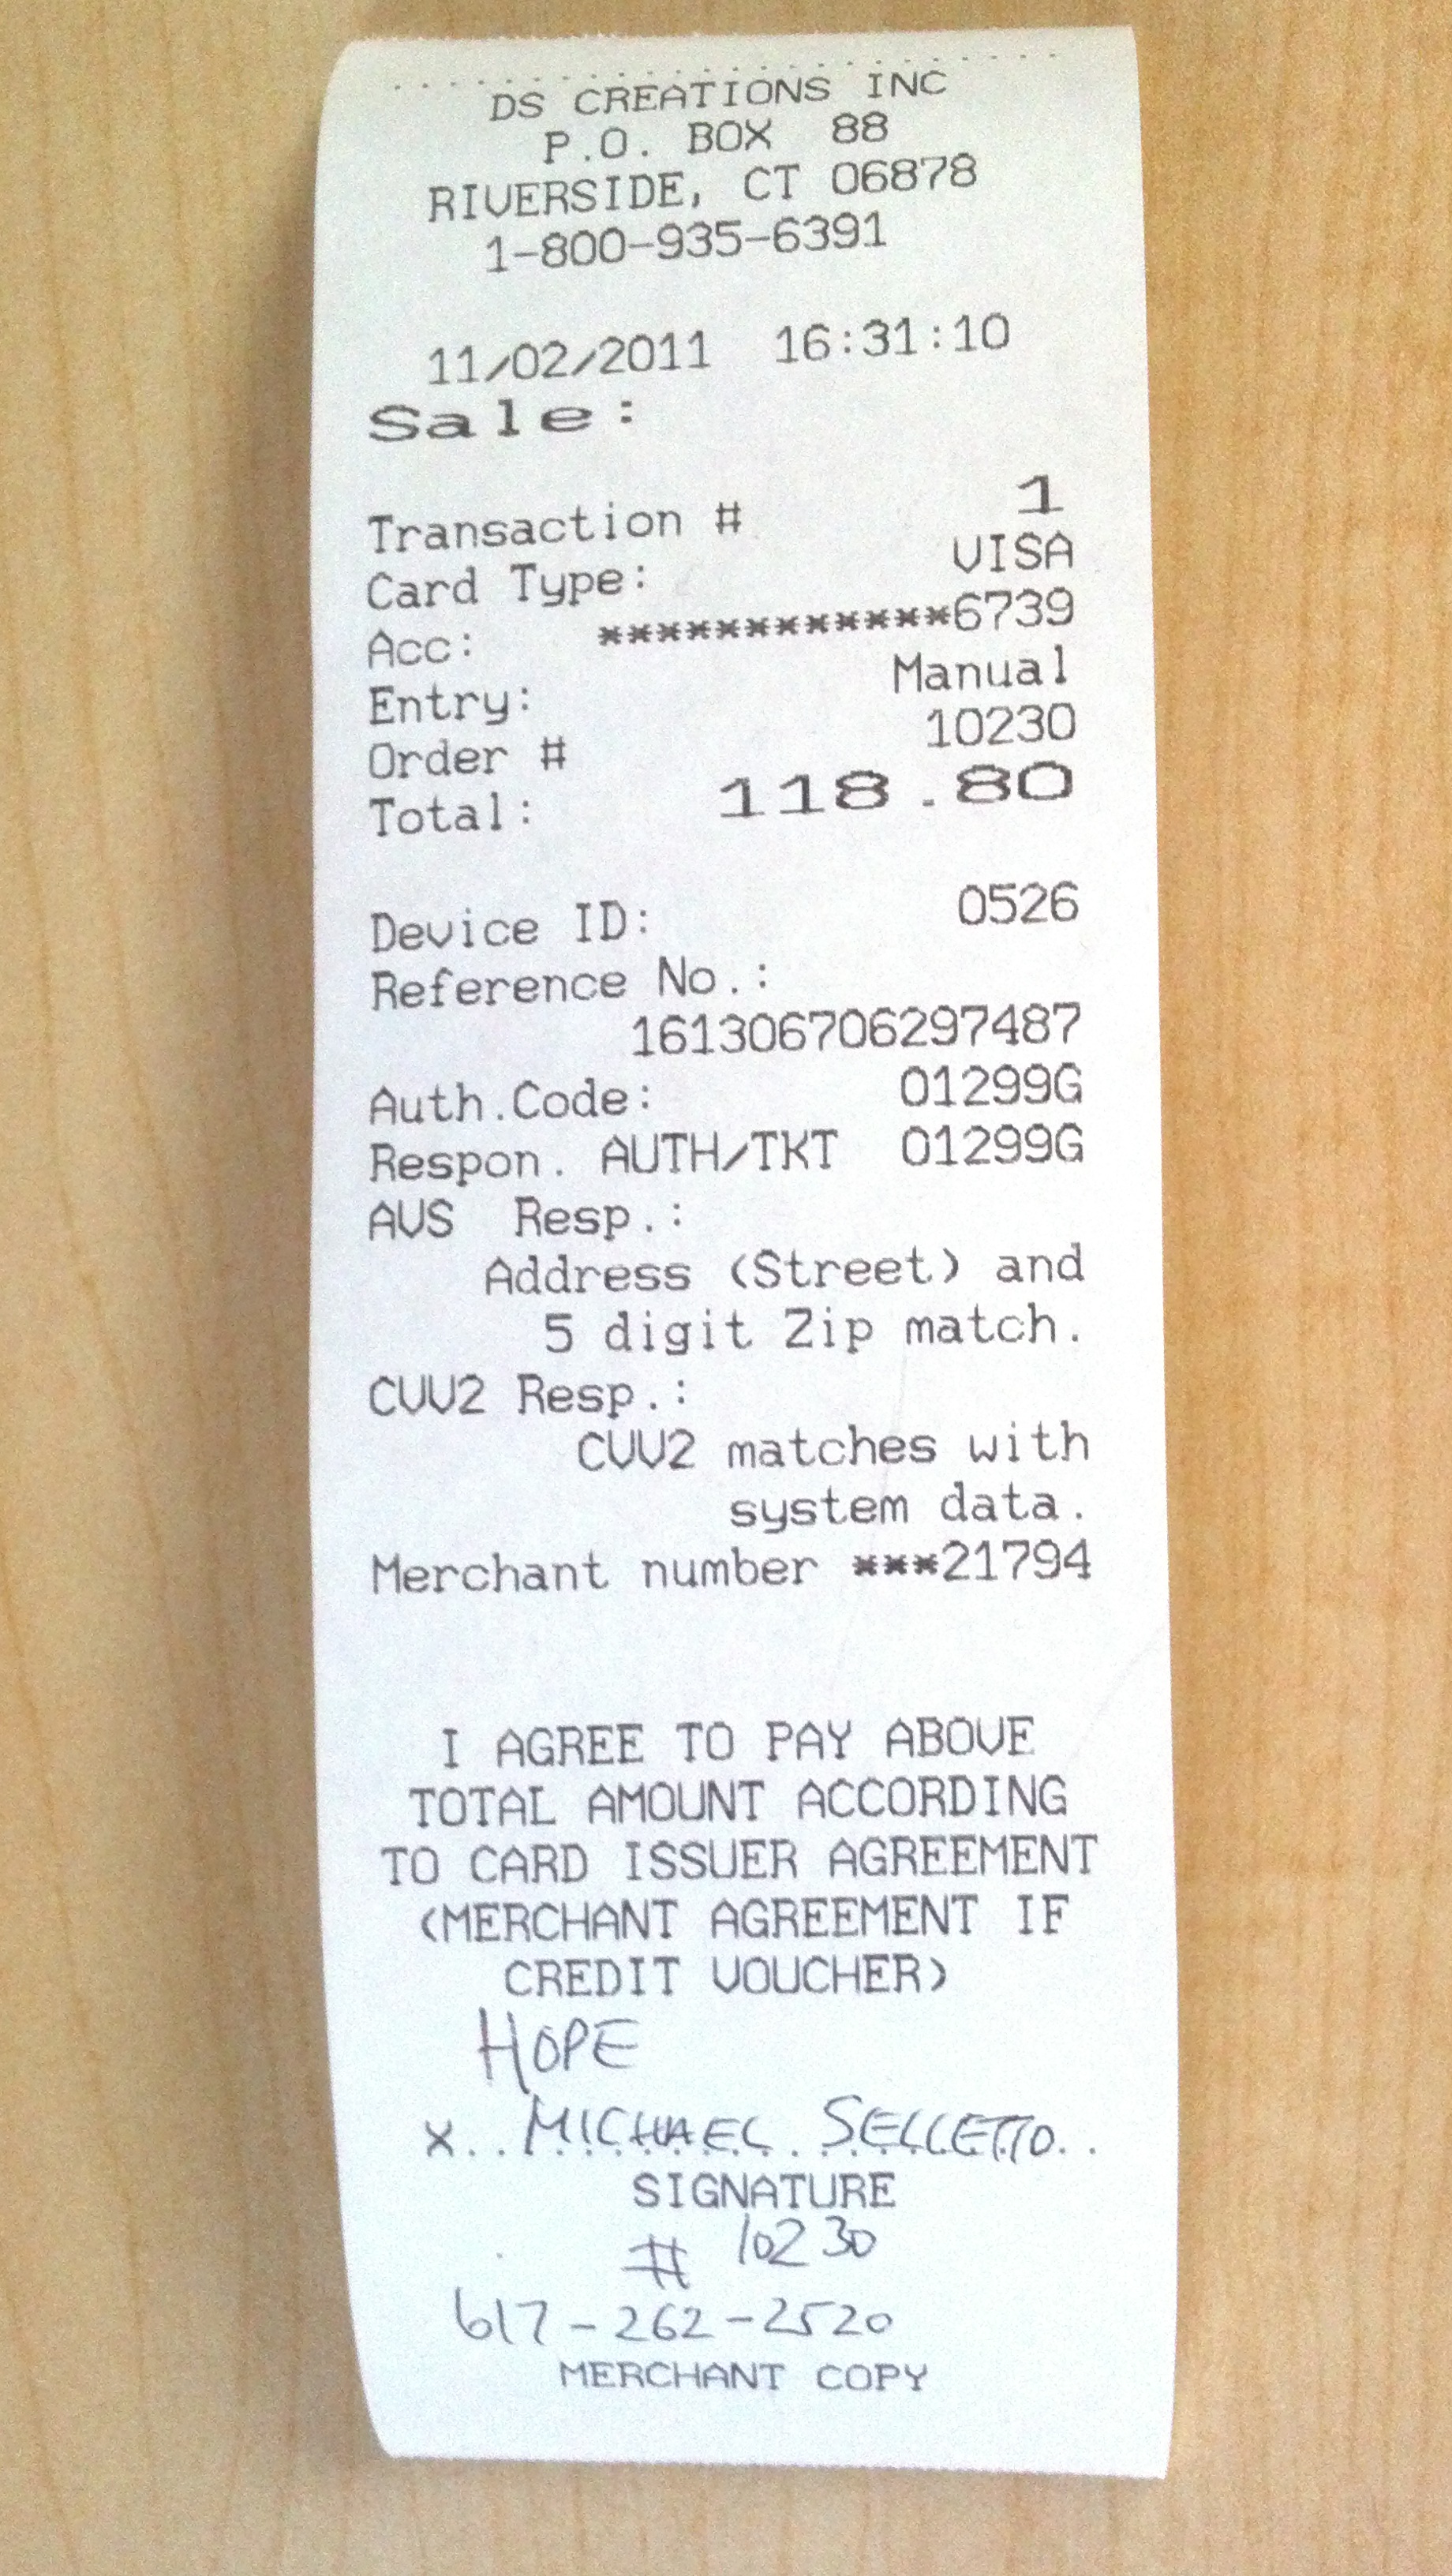 DS CREATIONS INC
P.O. BOX 88
RIVERSIDE, CT 06878
1-800-935-6391
11/02/2011 16:31:10
Sale:
Transaction # 1
Card Type: VISA
Acc: ************6739
Entry: Manual
Order # 10230
Total: 118.80
Device ID: 0526
Reference No.:
161306706297487
Auth.Code: 01299G
Respon. AUTH/TKT 01299G
AVS Resp.:
Address (Street) and
5 digit Zip match.
CVV2 Resp.:
CVV2 matches with
system data.
Merchant number ***21794
I AGREE TO PAY ABOVE
TOTAL AMOUNT ACCORDING
TO CARD ISSUER AGREEMENT
(MERCHANT AGREEMENT IF
CREDIT VOUCHER)
HOPE
x..MICHAEL SELLETTO..
SIGNATURE
# 10230
617-262-2520
MERCHANT COPY